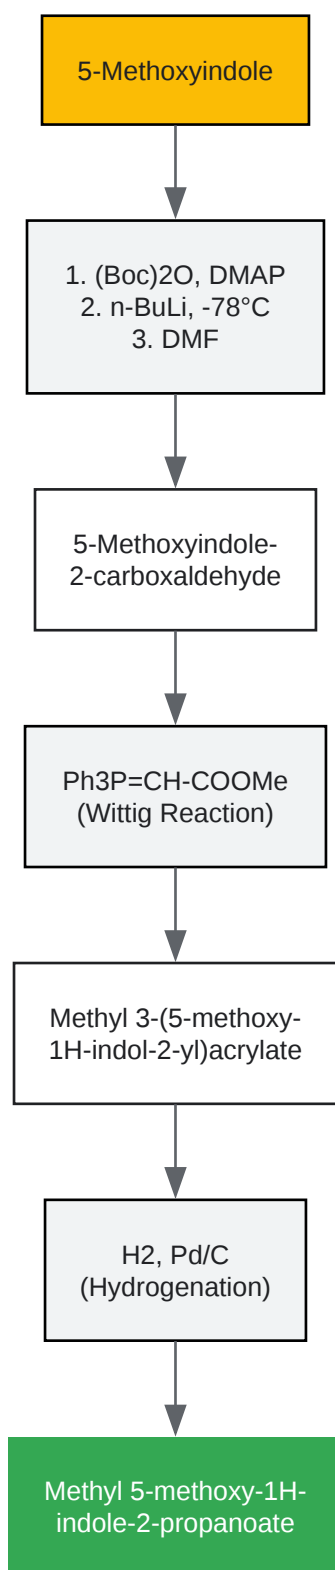 5-Methoxyindole
1. (Boc)2O, DMAP
2. n-BuLi, -78°C
3. DMF
5-Methoxyindole-
2-carboxaldehyde
Ph3P=CH-COOMe
(Wittig Reaction)
Methyl 3-(5-methoxy-
1H-indol-2-yl)acrylate
H2, Pd/C
(Hydrogenation)
Methyl 5-methoxy-1H-
indole-2-propanoate